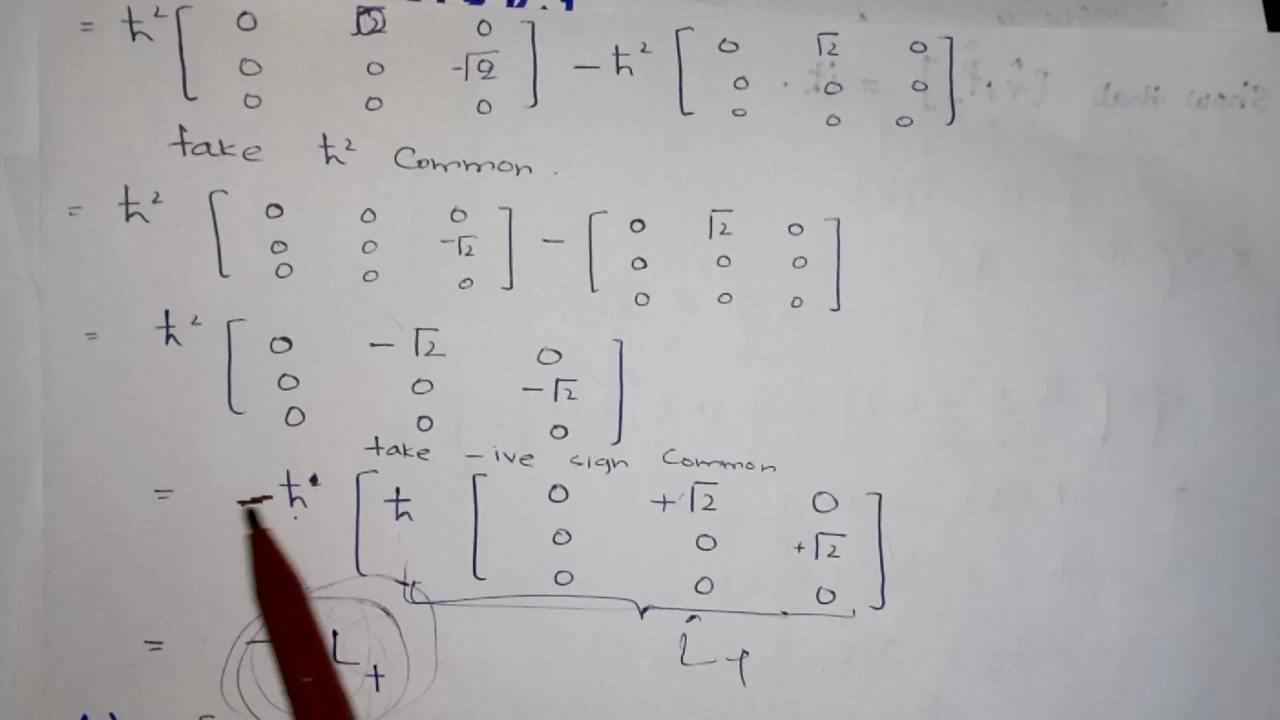 = ħ² [ 0 √2 0 ] - ħ² [ 0 √2 0 ]
0 0 -√2 0 0 0
0 0 0 0 0 0
take ħ² Common.
= ħ² [ 0 0 0 ] - [ 0 √2 0 ]
0 0 -√2 0 0 0
0 0 0 0 0 0
= ħ² [ 0 -√2 0 ]
0 0 -√2
0 0 0
take -ive sign Common
= - ħ [ ħ [ 0 +√2 0 ]
0 0 +√2
0 0 0
= - L+ L̂+